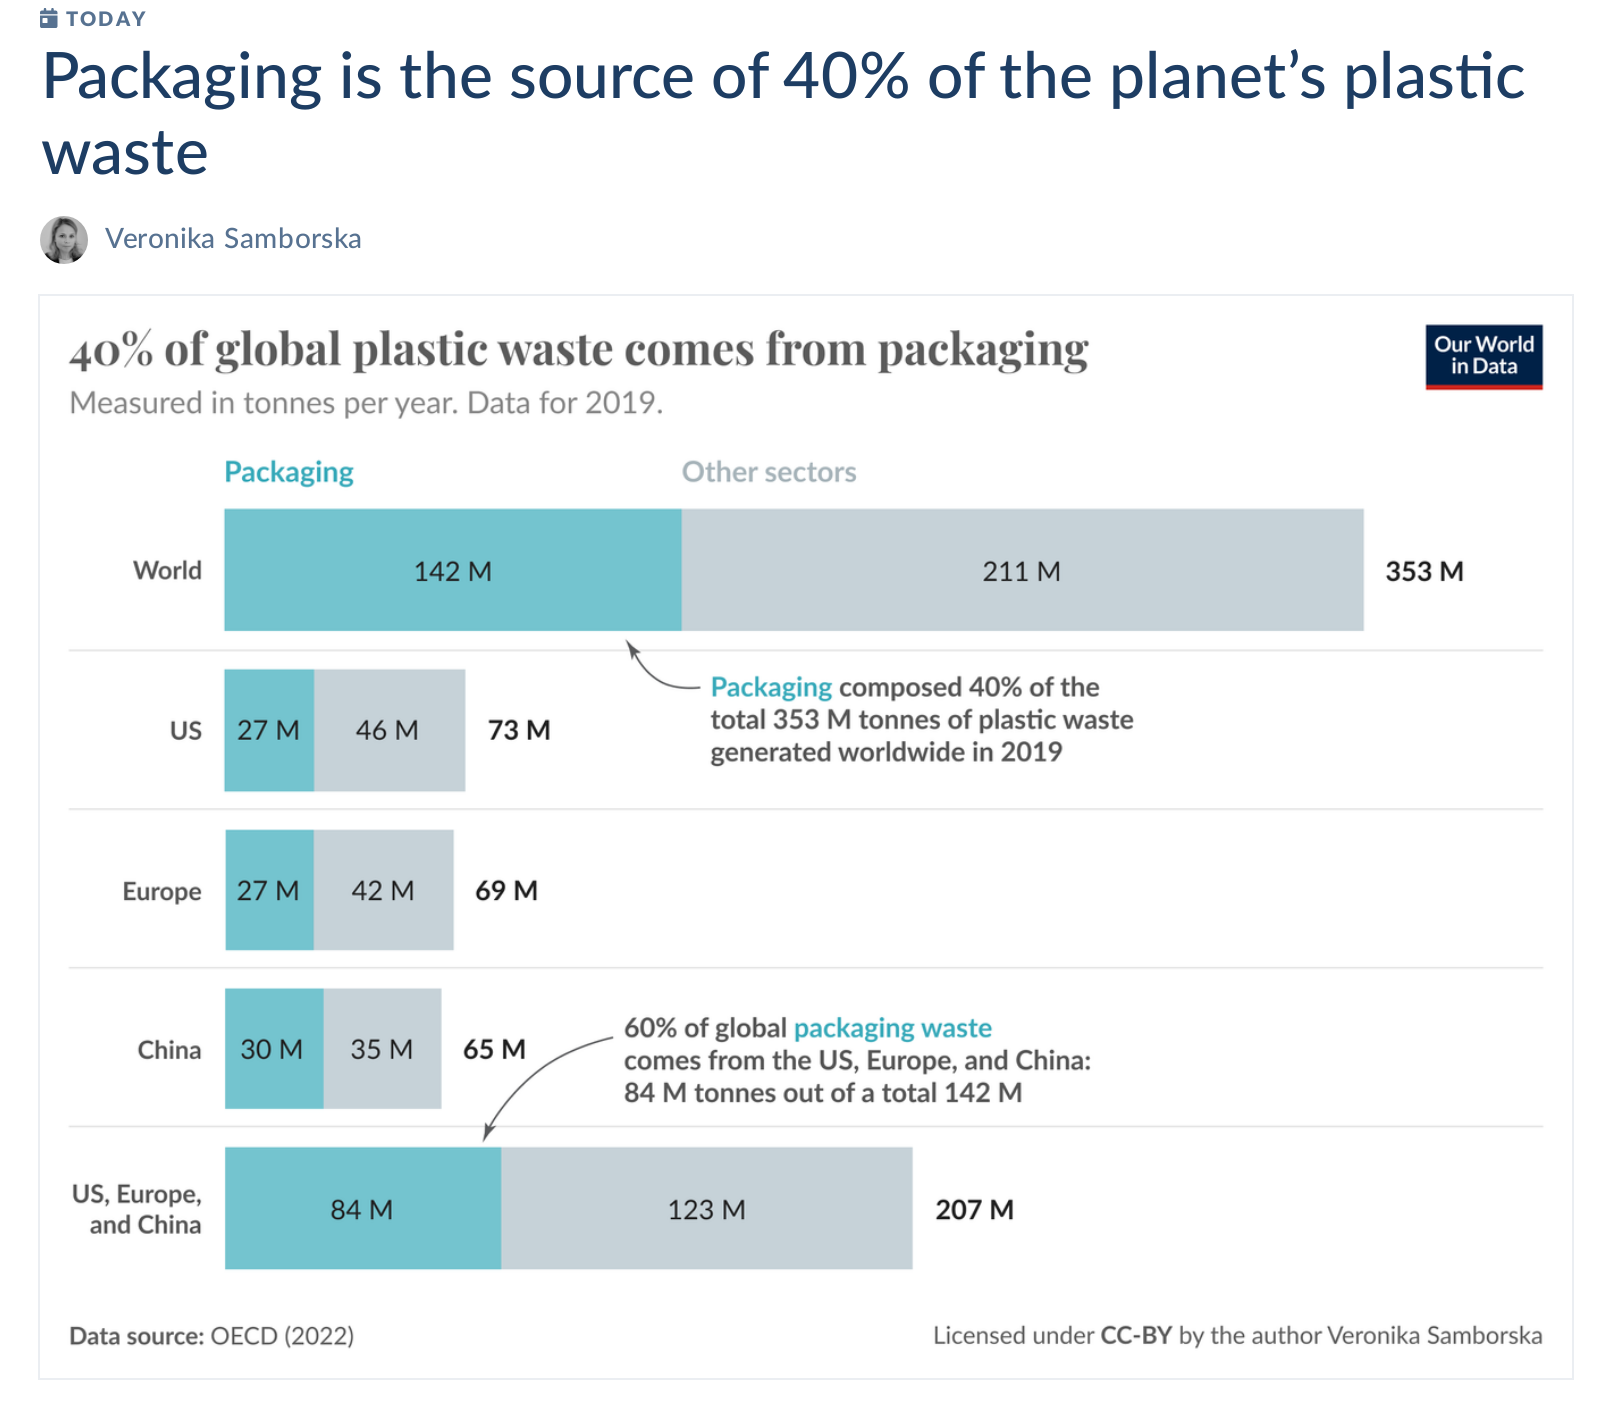 TODAY
Packaging is the source of 40% of the planet’s plastic
waste
Veronika Samborska
40% of global plastic waste comes from packaging
Measured in tonnes per year. Data for 2019.
Our World
in Data
Packaging
Other sectors
World
142 M
211 M
353 M
Packaging composed 40% of the
total 353 M tonnes of plastic waste
generated worldwide in 2019
US
27 M
46 M
73 M
Europe
27 M
42 M
69 M
China
30 M
35 M
65 M
60% of global packaging waste
comes from the US, Europe, and China:
84 M tonnes out of a total 142 M
US, Europe,
and China
84 M
123 M
207 M
Data source: OECD (2022)
Licensed under CC-BY by the author Veronika Samborska